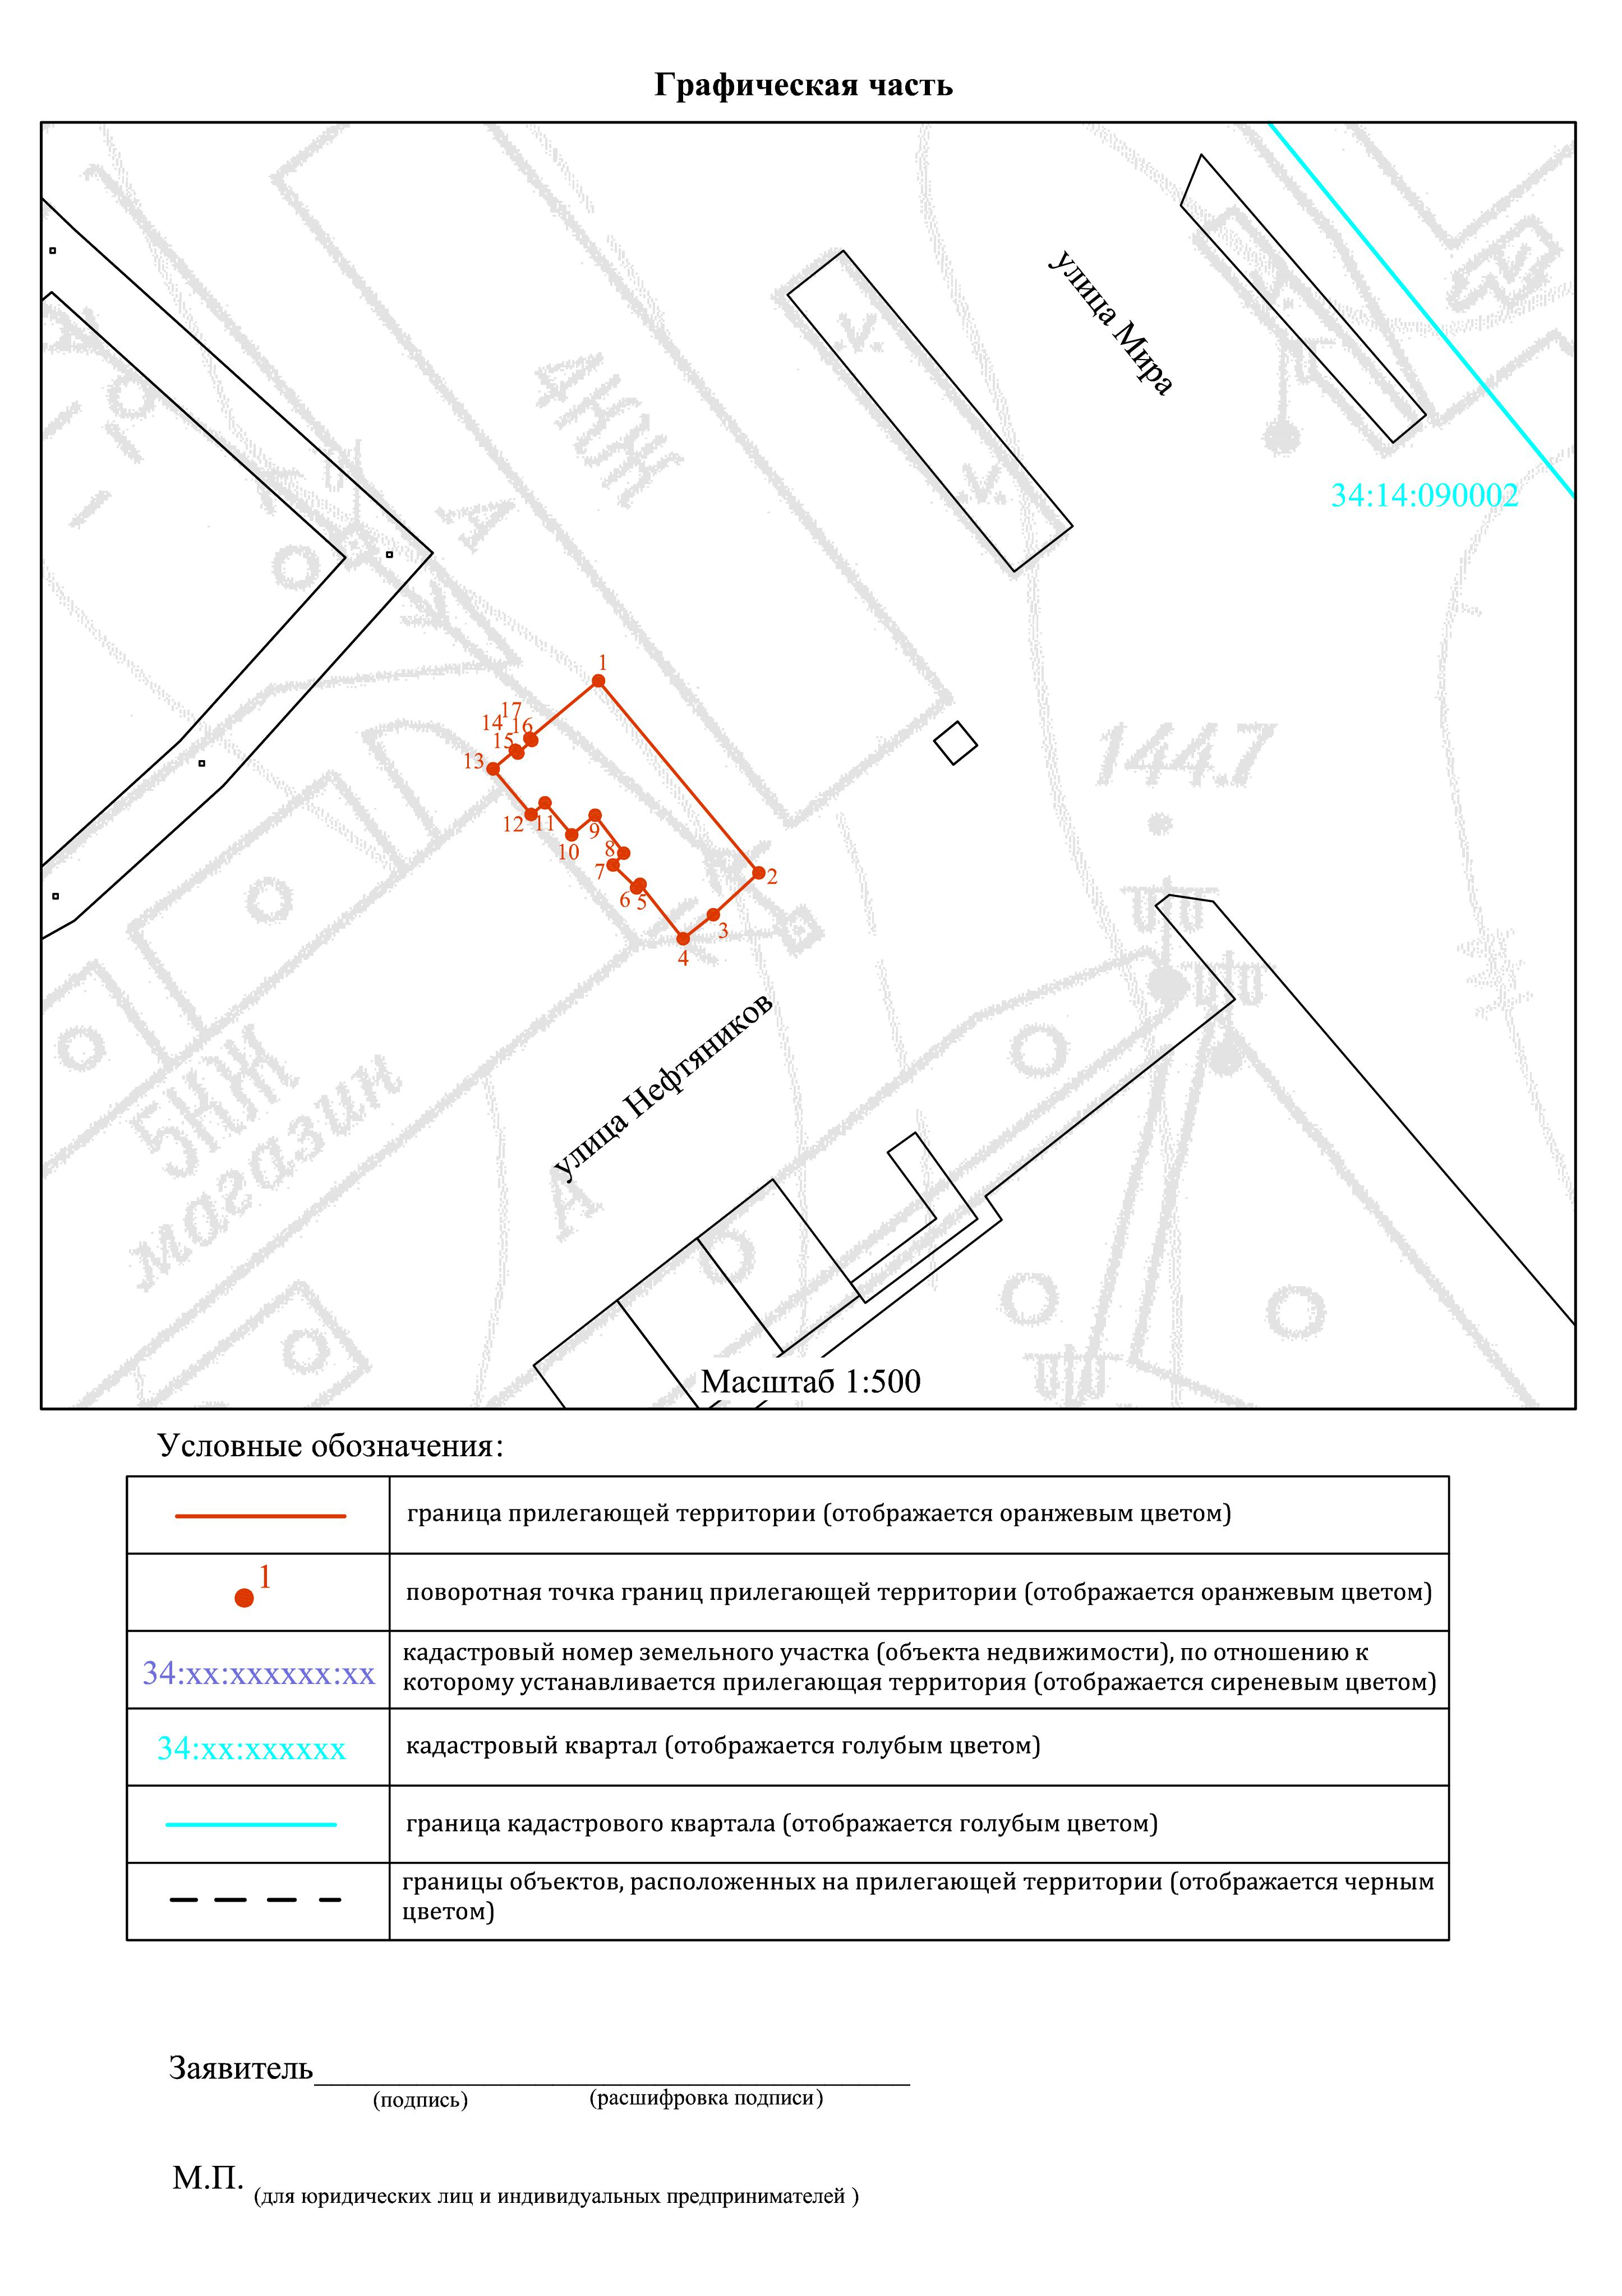 Графическая часть
улица Мира
34:14:090002
4КЖ
А
144.7
1
17
14
16
15
13
12
11
9
10
8
7
2
6
5
3
4
улица Нефтяников
5КЖ
магазин
А
Масштаб 1:500
Условные обозначения:
граница прилегающей территории (отображается оранжевым цветом)
1
поворотная точка границ прилегающей территории (отображается оранжевым цветом)
34:xx:xxxxxx:xx
кадастровый номер земельного участка (объекта недвижимости), по отношению к
которому устанавливается прилегающая территория (отображается сиреневым цветом)
34:xx:xxxxxx
кадастровый квартал (отображается голубым цветом)
граница кадастрового квартала (отображается голубым цветом)
границы объектов, расположенных на прилегающей территории (отображается черным
цветом)
Заявитель
(подпись) (расшифровка подписи)
М.П. (для юридических лиц и индивидуальных предпринимателей )